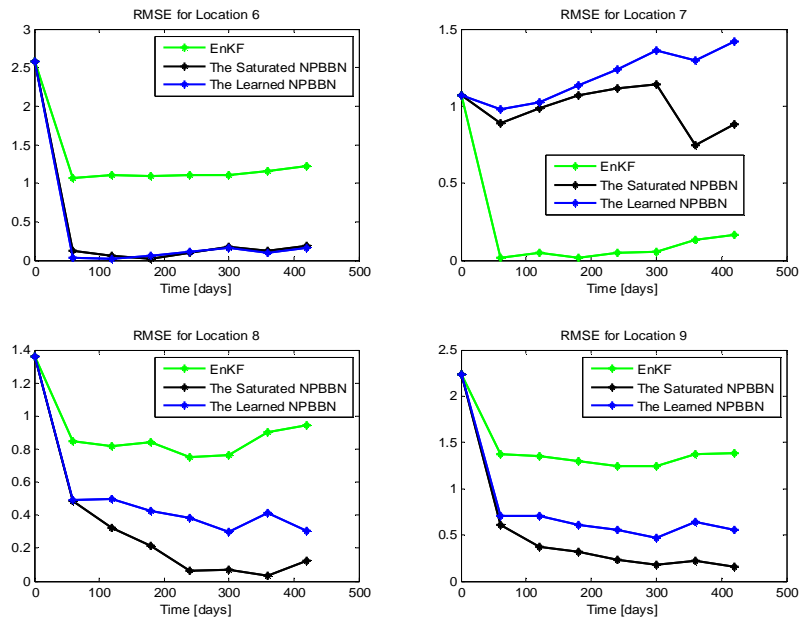 RMSE for Location 6
3
2.5
2
1.5
1
0.5
0
0 100 200 300 400 500
Time [days]
EnKF
The Saturated NPBBN
The Learned NPBBN
RMSE for Location 7
1.5
1
0.5
0
0 100 200 300 400 500
Time [days]
EnKF
The Saturated NPBBN
The Learned NPBBN
RMSE for Location 8
1.4
1.2
1
0.8
0.6
0.4
0.2
0
0 100 200 300 400 500
Time [days]
EnKF
The Saturated NPBBN
The Learned NPBBN
RMSE for Location 9
2.5
2
1.5
1
0.5
0
0 100 200 300 400 500
Time [days]
EnKF
The Saturated NPBBN
The Learned NPBBN